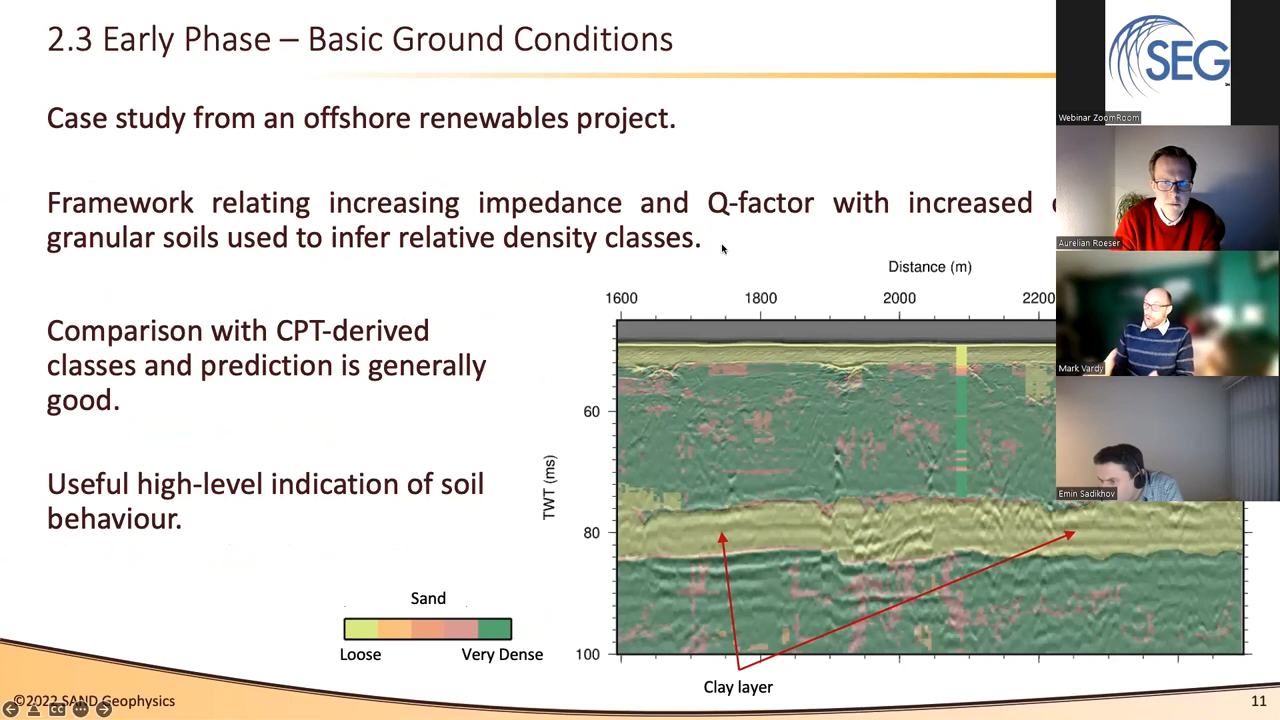 2.3 Early Phase – Basic Ground Conditions
Case study from an offshore renewables project.
Framework relating increasing impedance and Q-factor with increased
granular soils used to infer relative density classes.
Comparison with CPT-derived
classes and prediction is generally
good.
Useful high-level indication of soil
behaviour.
Distance (m)
1600 1800 2000 2200
60
80
100
TWT (ms)
Sand
Loose Very Dense
Clay layer
©2022 SAND Geophysics
CC
11
SEG
Webinar ZoomRoom
Aurelian Roeser
Mark Vardy
Emin Sadikhov